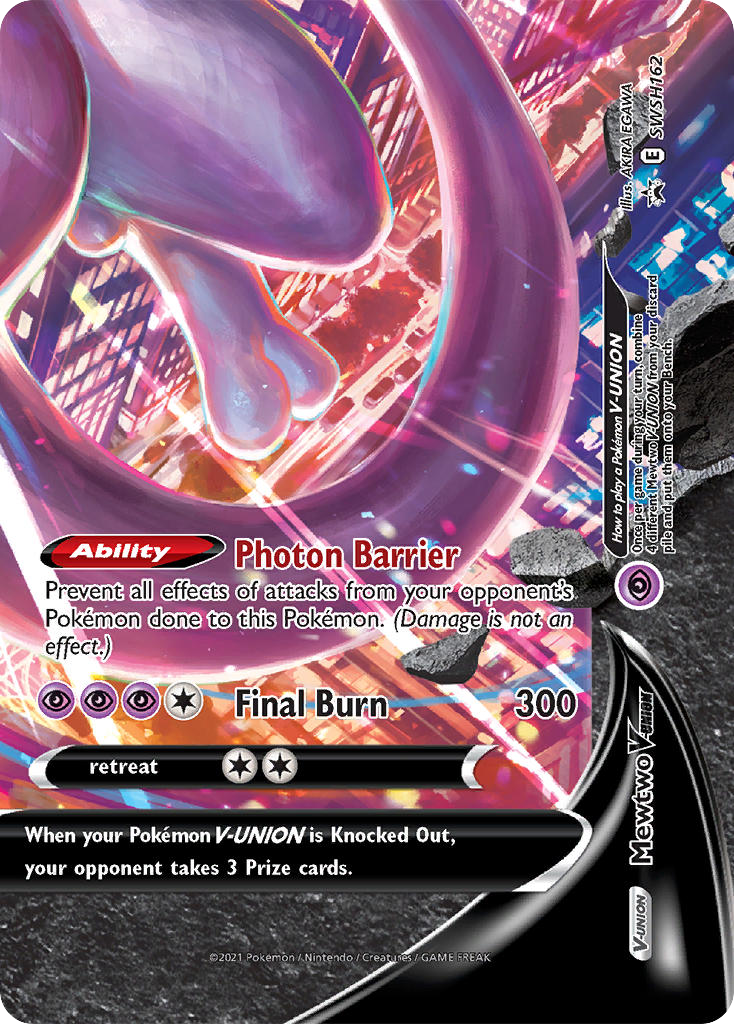 Illus. AKIRA EGAWA
E SWSH162
How to play a Pokémon V-UNION
Once per game during your turn, combine
4 different Mewtwo V-UNION from your discard
pile and put them onto your Bench.
Ability Photon Barrier
Prevent all effects of attacks from your opponent's
Pokémon done to this Pokémon. (Damage is not an
effect.)
Final Burn 300
retreat
When your Pokémon V-UNION is Knocked Out,
your opponent takes 3 Prize cards.
Mewtwo V-UNION
V-UNION
©2021 Pokémon / Nintendo / Creatures / GAME FREAK